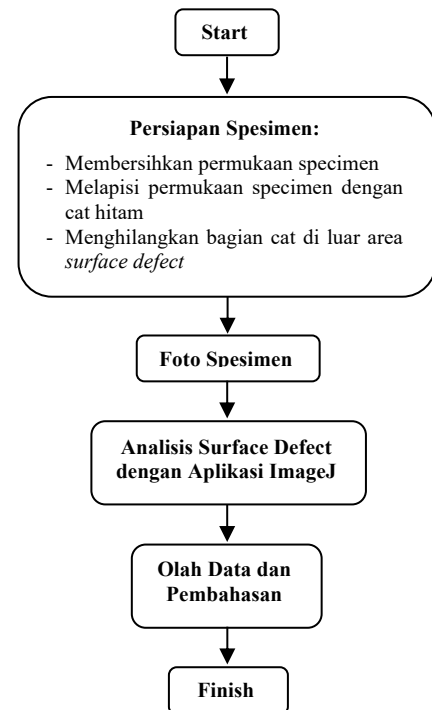 Start
Persiapan Spesimen:
- Membersihkan permukaan specimen
- Melapisi permukaan specimen dengan
cat hitam
- Menghilangkan bagian cat di luar area
surface defect
Foto Spesimen
Analisis Surface Defect
dengan Aplikasi ImageJ
Olah Data dan
Pembahasan
Finish